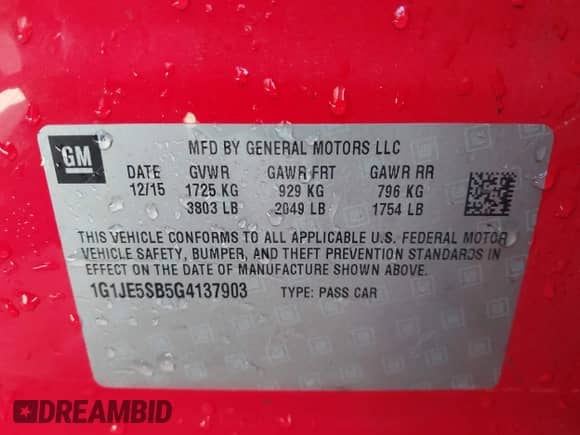 GM
MFD BY GENERAL MOTORS LLC
DATE GVWR GAWR FRT GAWR RR
12/15 1725 KG 929 KG 796 KG
3803 LB 2049 LB 1754 LB
THIS VEHICLE CONFORMS TO ALL APPLICABLE U.S. FEDERAL MOTOR
VEHICLE SAFETY, BUMPER, AND THEFT PREVENTION STANDARDS IN
EFFECT ON THE DATE OF MANUFACTURE SHOWN ABOVE.
1G1JE5SB5G4137903 TYPE: PASS CAR
DREAMBID